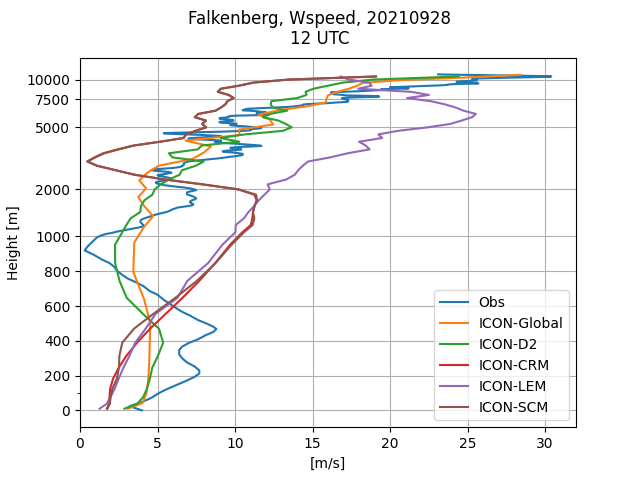 Falkenberg, Wspeed, 20210928
12 UTC
10000
7500
5000
2000
1000
800
600
400
200
0
Height [m]
Obs
ICON-Global
ICON-D2
ICON-CRM
ICON-LEM
ICON-SCM
0 5 10 15 20 25 30
[m/s]